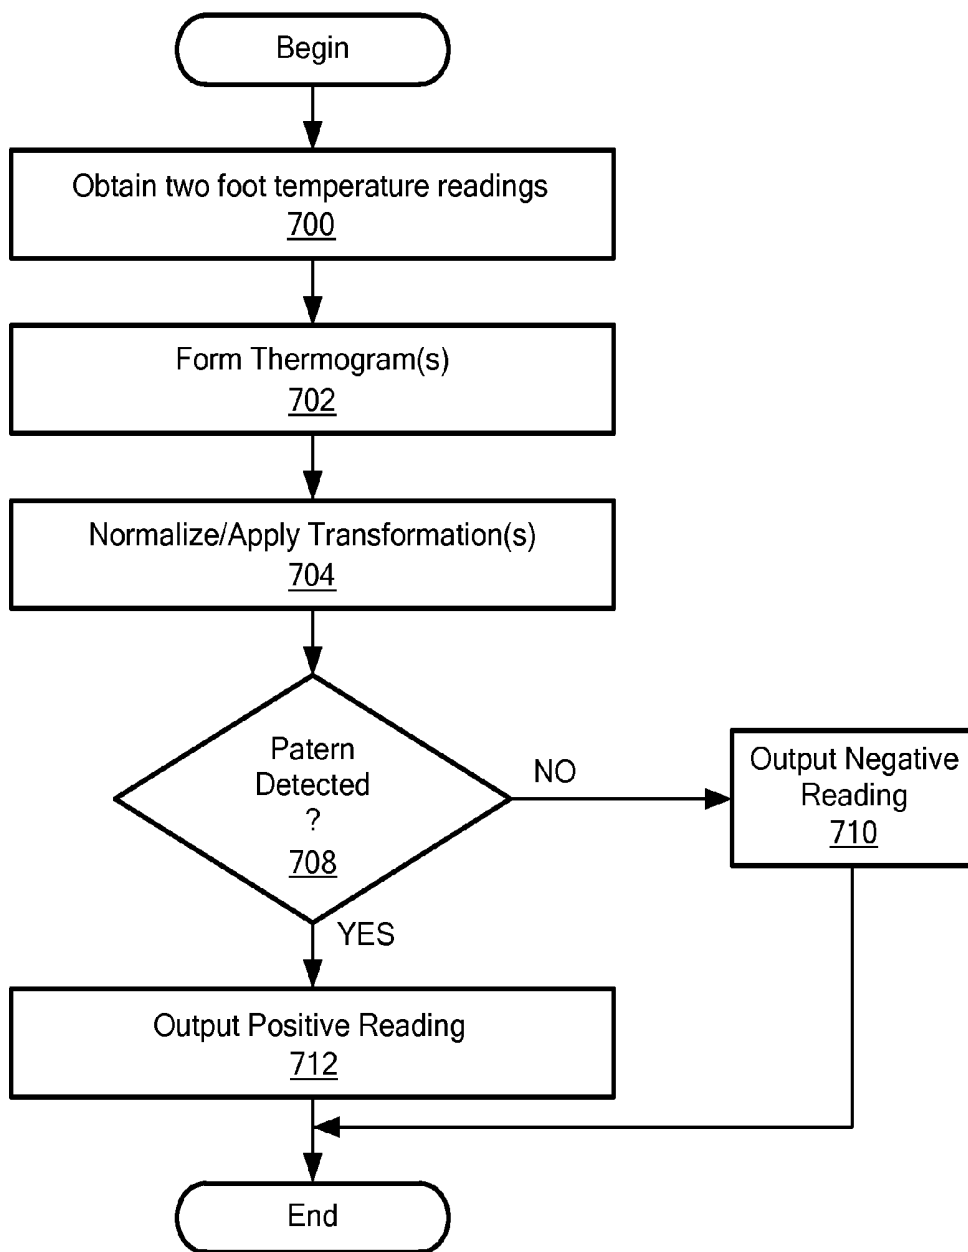 Begin
Obtain two foot temperature readings
700
Form Thermogram(s)
702
Normalize/Apply Transformation(s)
704
Patern
Detected
?
708
NO
Output Negative
Reading
710
YES
Output Positive Reading
712
End